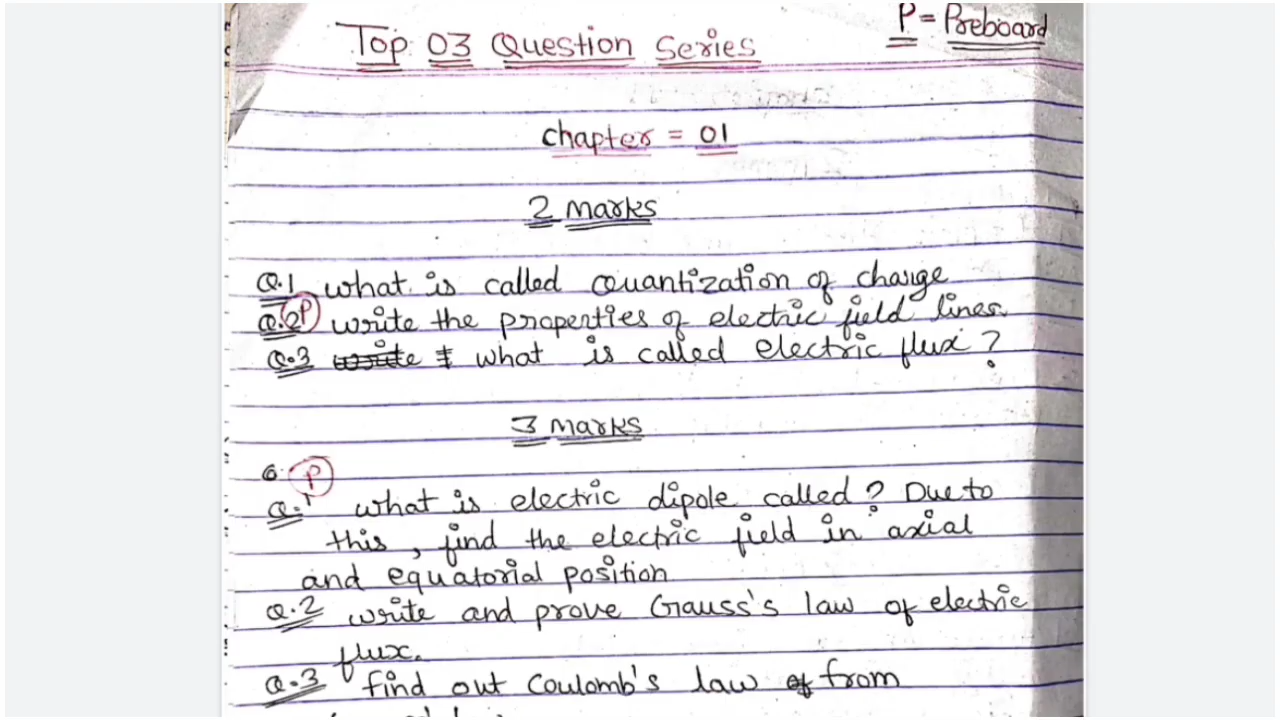 P = Preboard
Top 03 Question Series
chapter = 01
2 marks
Q.1 what is called Quantization of charge
Q.2 P write the properties of electric field lines.
Q.3 what is called electric flux ?
3 marks
P
Q.1 what is electric dipole called ? Due to
this , find the electric field in axial
and equatorial position
Q.2 write and prove Gauss's law of electric
flux.
Q.3 find out Coulomb's law from